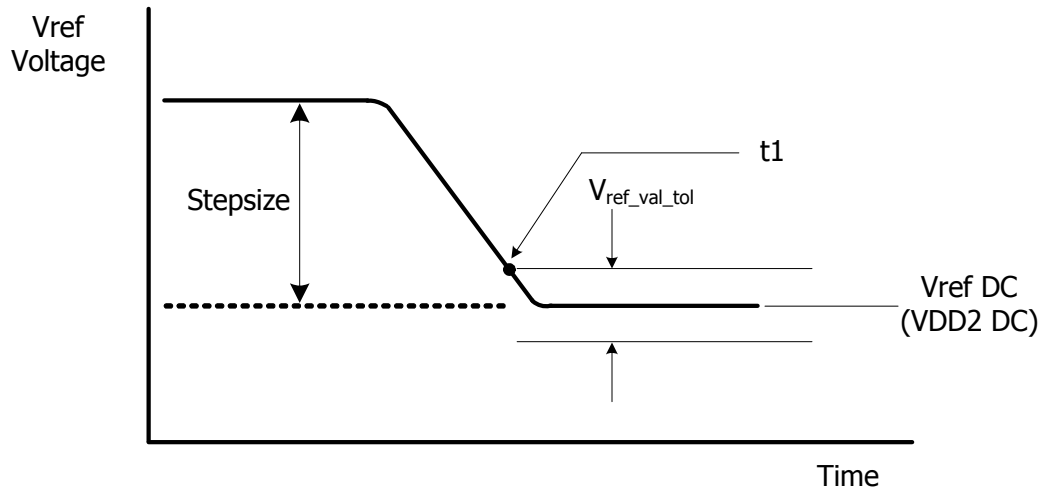 Vref
Voltage
t1
Vref_val_tol
Stepsize
Vref DC
(VDD2 DC)
Time